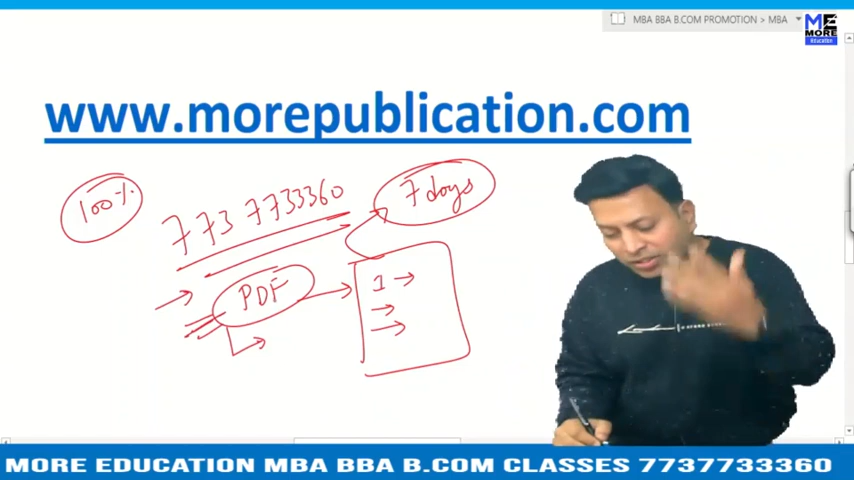 MBA BBA B.COM PROMOTION > MBA
ME
MORE
Education
www.morepublication.com
100%
773 7733360
7 days
PDF
1 →
→
→
MORE EDUCATION MBA BBA B.COM CLASSES 7737733360